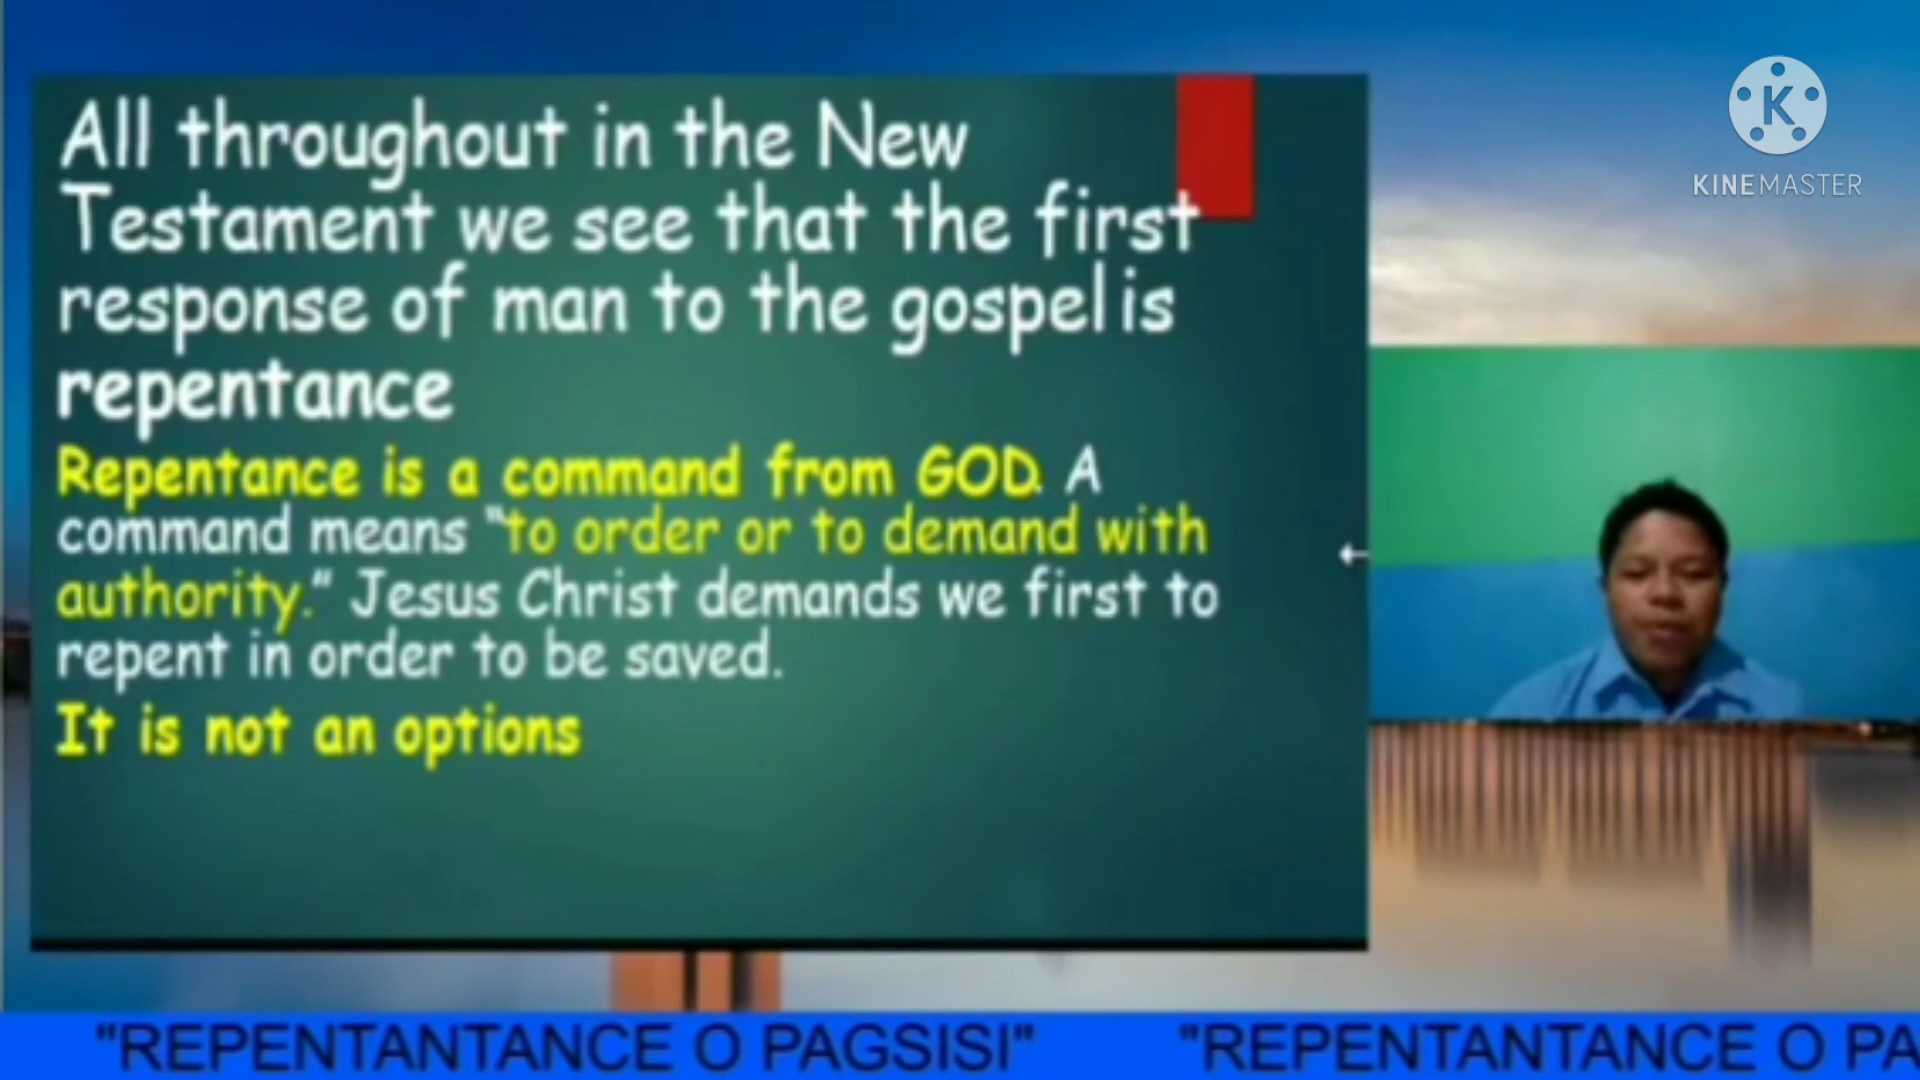 All throughout in the New
Testament we see that the first
response of man to the gospel is
repentance
Repentance is a command from GOD. A
command means "to order or to demand with
authority." Jesus Christ demands we first to
repent in order to be saved.
It is not an options
K
KINEMASTER
"REPENTANTANCE O PAGSISI" "REPENTANTANCE O PA